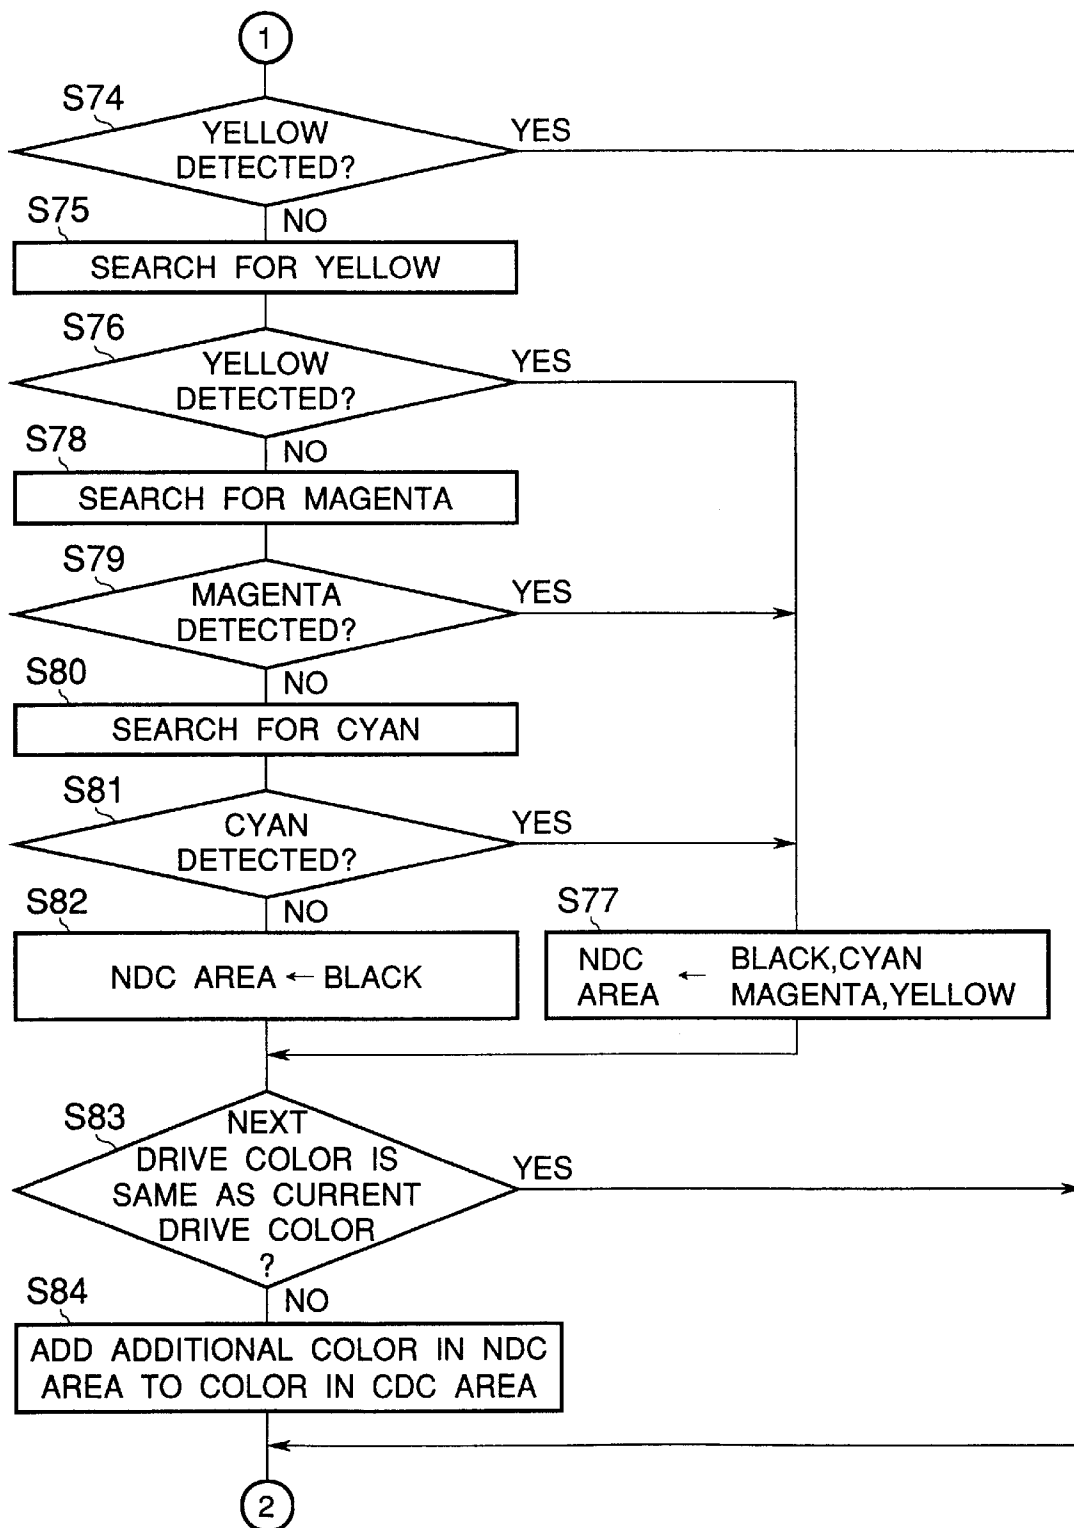 1
S74
YELLOW
DETECTED?
YES
NO
S75
SEARCH FOR YELLOW
S76
YELLOW
DETECTED?
YES
NO
S78
SEARCH FOR MAGENTA
S79
MAGENTA
DETECTED?
YES
NO
S80
SEARCH FOR CYAN
S81
CYAN
DETECTED?
YES
NO
S82
NDC AREA ← BLACK
S77
NDC AREA ← BLACK,CYAN
MAGENTA,YELLOW
S83
NEXT
DRIVE COLOR IS
SAME AS CURRENT
DRIVE COLOR
?
YES
NO
S84
ADD ADDITIONAL COLOR IN NDC
AREA TO COLOR IN CDC AREA
2